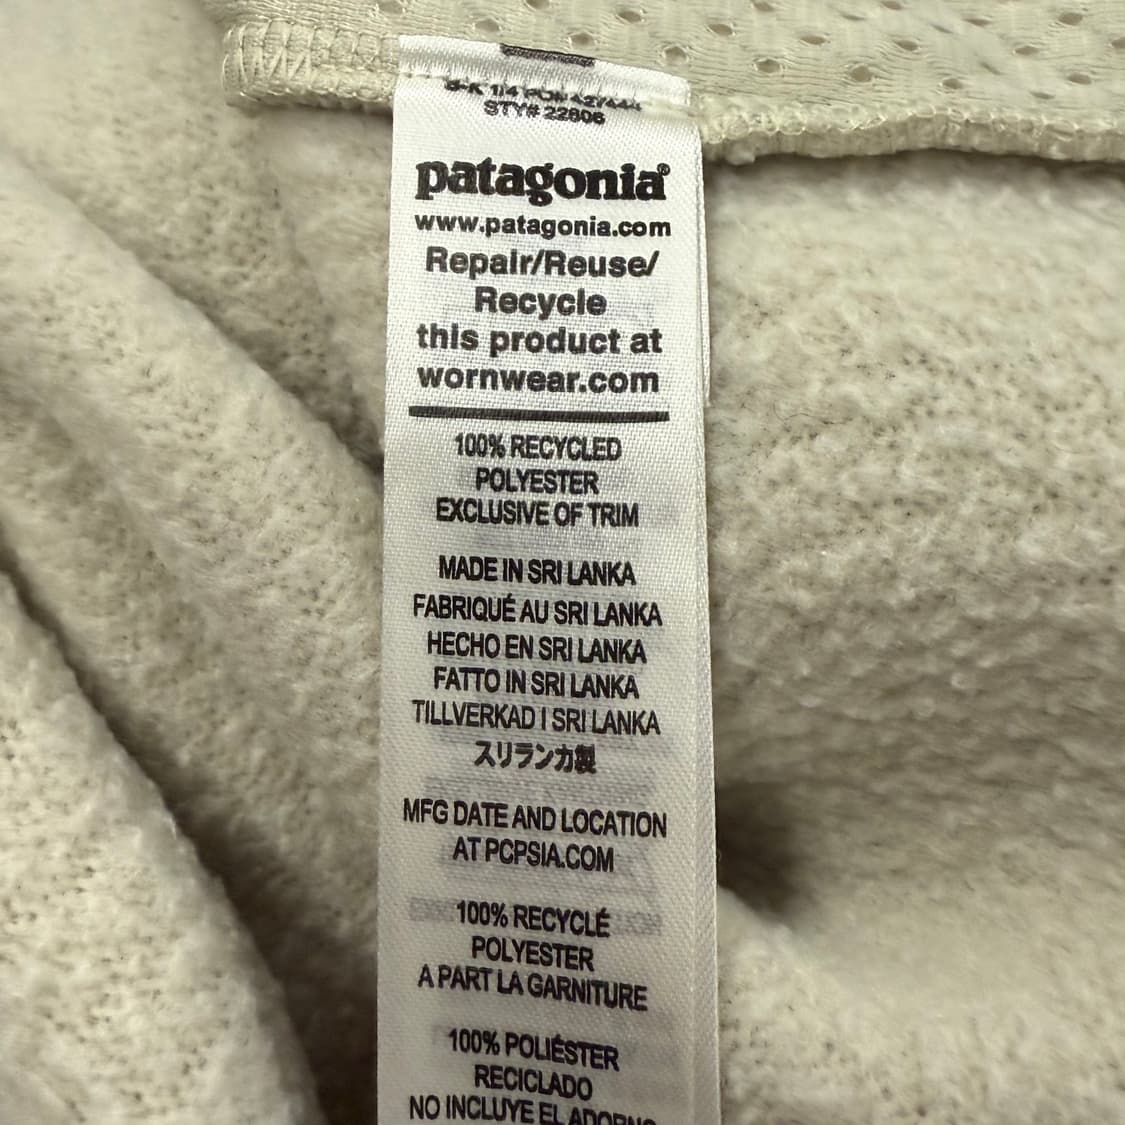 STY# 22806
patagonia®
www.patagonia.com
Repair/Reuse/
Recycle
this product at
wornwear.com
100% RECYCLED
POLYESTER
EXCLUSIVE OF TRIM
MADE IN SRI LANKA
FABRIQUÉ AU SRI LANKA
HECHO EN SRI LANKA
FATTO IN SRI LANKA
TILLVERKAD I SRI LANKA
スリランカ製
MFG DATE AND LOCATION
AT PCPSIA.COM
100% RECYCLÉ
POLYESTER
A PART LA GARNITURE
100% POLIÉSTER
RECICLADO
NO INCLUYE EL ADORNO